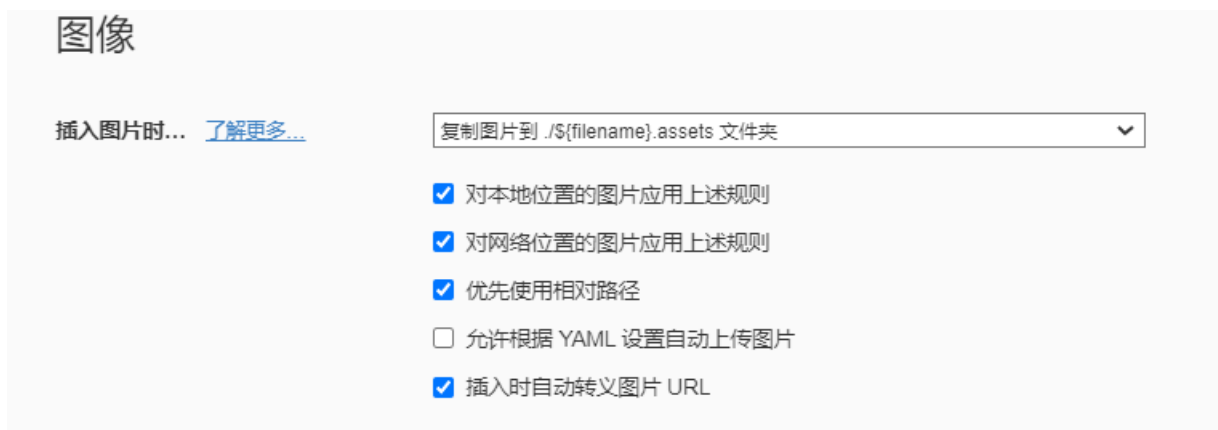 图像
插入图片时... 了解更多... 复制图片到 ./${filename}.assets 文件夹
对本地位置的图片应用上述规则
对网络位置的图片应用上述规则
优先使用相对路径
允许根据 YAML 设置自动上传图片
插入时自动转义图片 URL